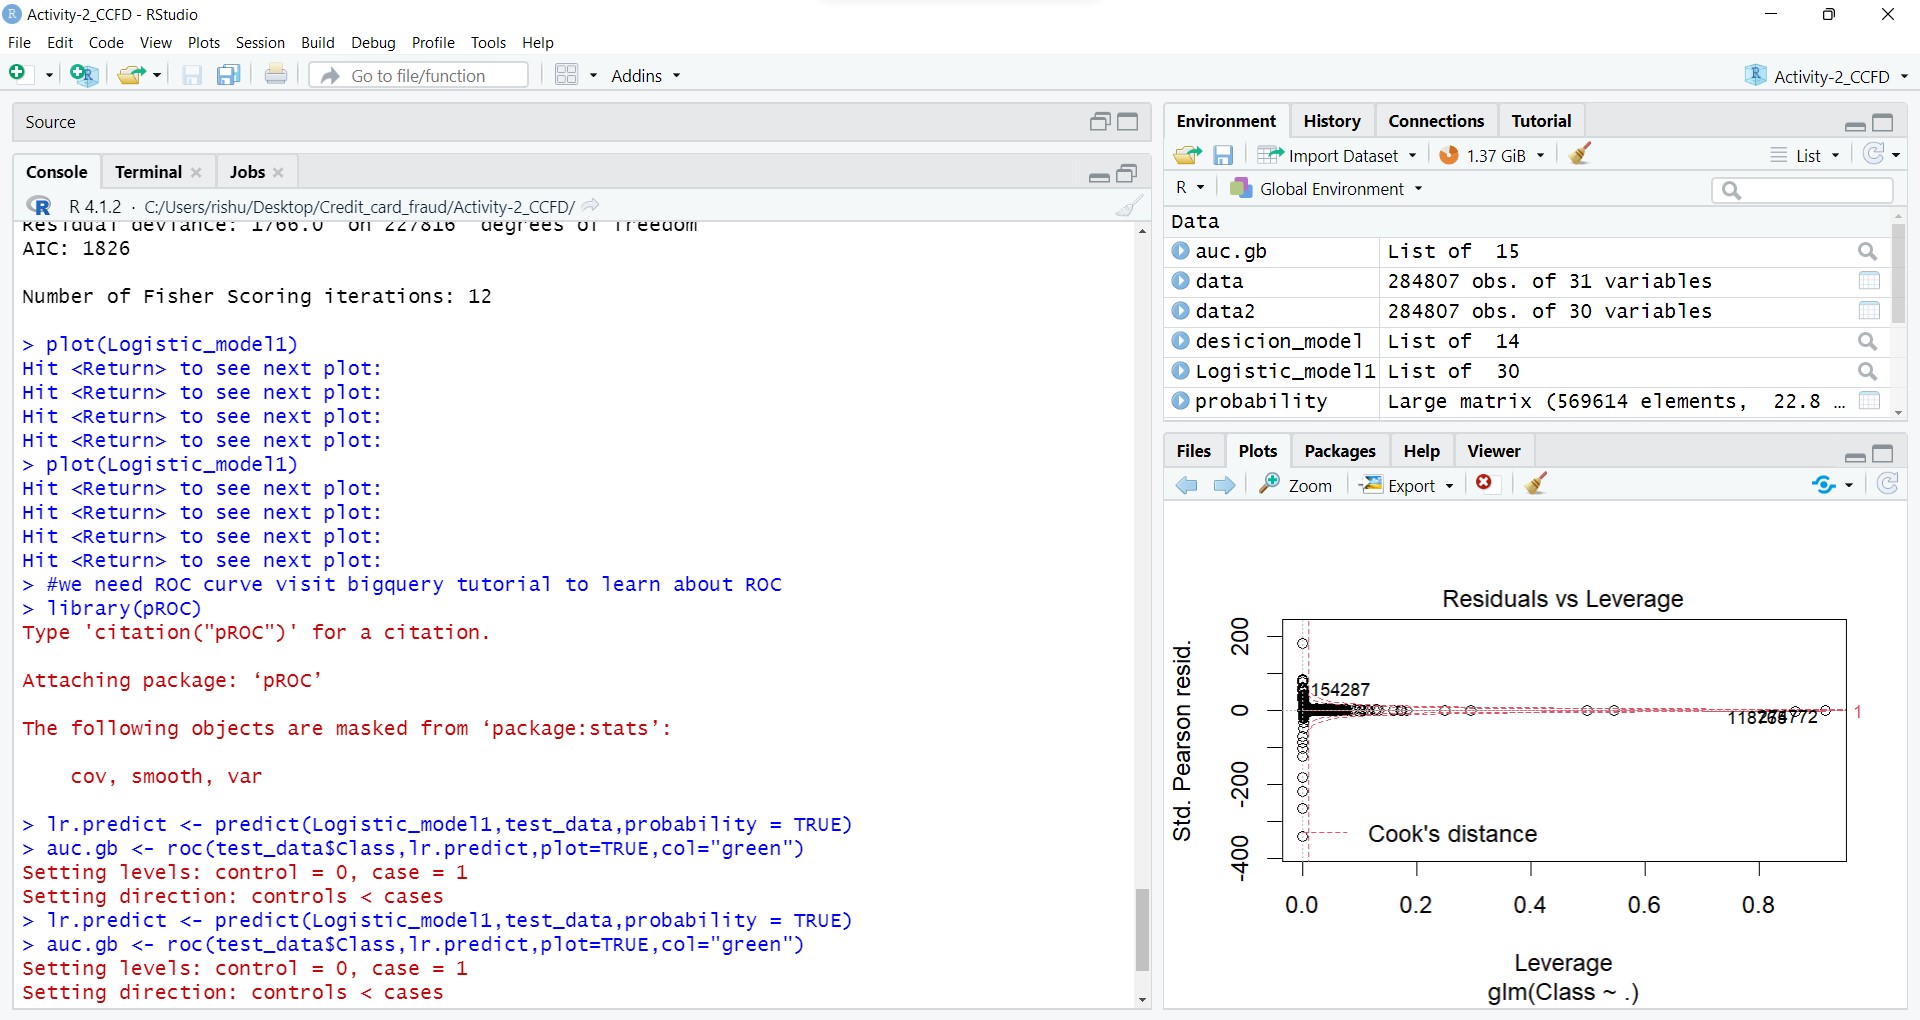 Activity-2_CCFD - RStudio
File Edit Code View Plots Session Build Debug Profile Tools Help
Go to file/function
Addins
Activity-2_CCFD
Source
Console Terminal Jobs
R 4.1.2 · C:/Users/rishu/Desktop/Credit_card_fraud/Activity-2_CCFD/
Residual deviance: 1766.0 on 227816 degrees of freedom
AIC: 1826
Number of Fisher Scoring iterations: 12
> plot(Logistic_model1)
Hit <Return> to see next plot:
Hit <Return> to see next plot:
Hit <Return> to see next plot:
Hit <Return> to see next plot:
> plot(Logistic_model1)
Hit <Return> to see next plot:
Hit <Return> to see next plot:
Hit <Return> to see next plot:
Hit <Return> to see next plot:
> #we need ROC curve visit bigquery tutorial to learn about ROC
> library(pROC)
Type 'citation("pROC")' for a citation.
Attaching package: ‘pROC’
The following objects are masked from ‘package:stats’:
cov, smooth, var
> lr.predict <- predict(Logistic_model1,test_data,probability = TRUE)
> auc.gb <- roc(test_data$Class,lr.predict,plot=TRUE,col="green")
Setting levels: control = 0, case = 1
Setting direction: controls < cases
> lr.predict <- predict(Logistic_model1,test_data,probability = TRUE)
> auc.gb <- roc(test_data$Class,lr.predict,plot=TRUE,col="green")
Setting levels: control = 0, case = 1
Setting direction: controls < cases
Environment History Connections Tutorial
Import Dataset 1.37 GiB List
R Global Environment
Data
auc.gb List of 15
data 284807 obs. of 31 variables
data2 284807 obs. of 30 variables
desicion_model List of 14
Logistic_model1 List of 30
probability Large matrix (569614 elements, 22.8 …
Files Plots Packages Help Viewer
Zoom Export
Residuals vs Leverage
Std. Pearson resid.
200
0
-200
-400
154287
1
Cook's distance
0.0 0.2 0.4 0.6 0.8
Leverage
glm(Class ~ .)